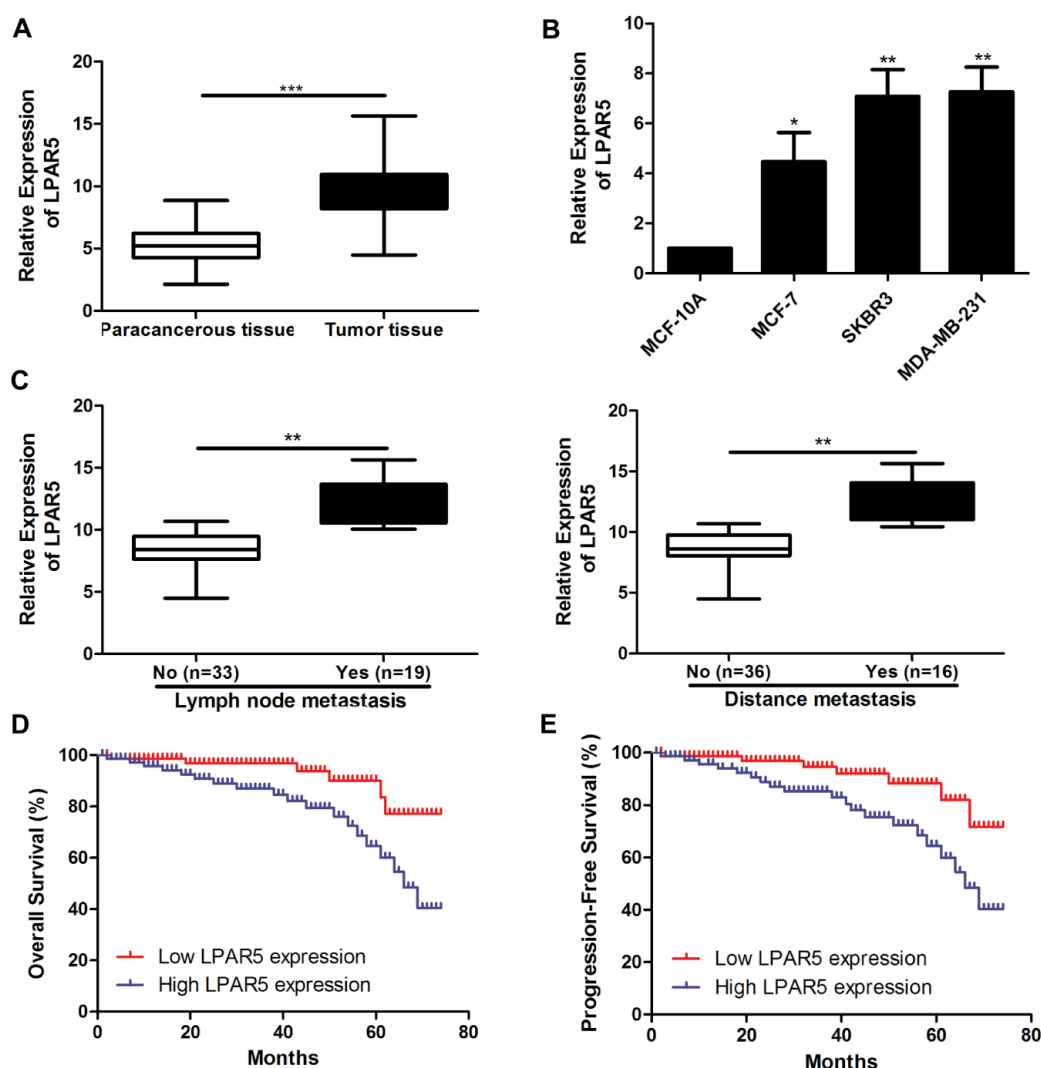 A
Relative Expression
of LPAR5
20
15
10
5
0
***
Paracancerous tissue
Tumor tissue
B
Relative Expression
of LPAR5
10
8
6
4
2
0
*
**
**
MCF-10A
MCF-7
SKBR3
MDA-MB-231
C
Relative Expression
of LPAR5
20
15
10
5
0
**
No (n=33)
Yes (n=19)
Lymph node metastasis
Relative Expression
of LPAR5
20
15
10
5
0
**
No (n=36)
Yes (n=16)
Distance metastasis
D
Overall Survival (%)
100
80
60
40
20
0
Low LPAR5 expression
High LPAR5 expression
0 20 40 60 80
Months
E
Progression-Free Survival (%)
100
80
60
40
20
0
Low LPAR5 expression
High LPAR5 expression
0 20 40 60 80
Months